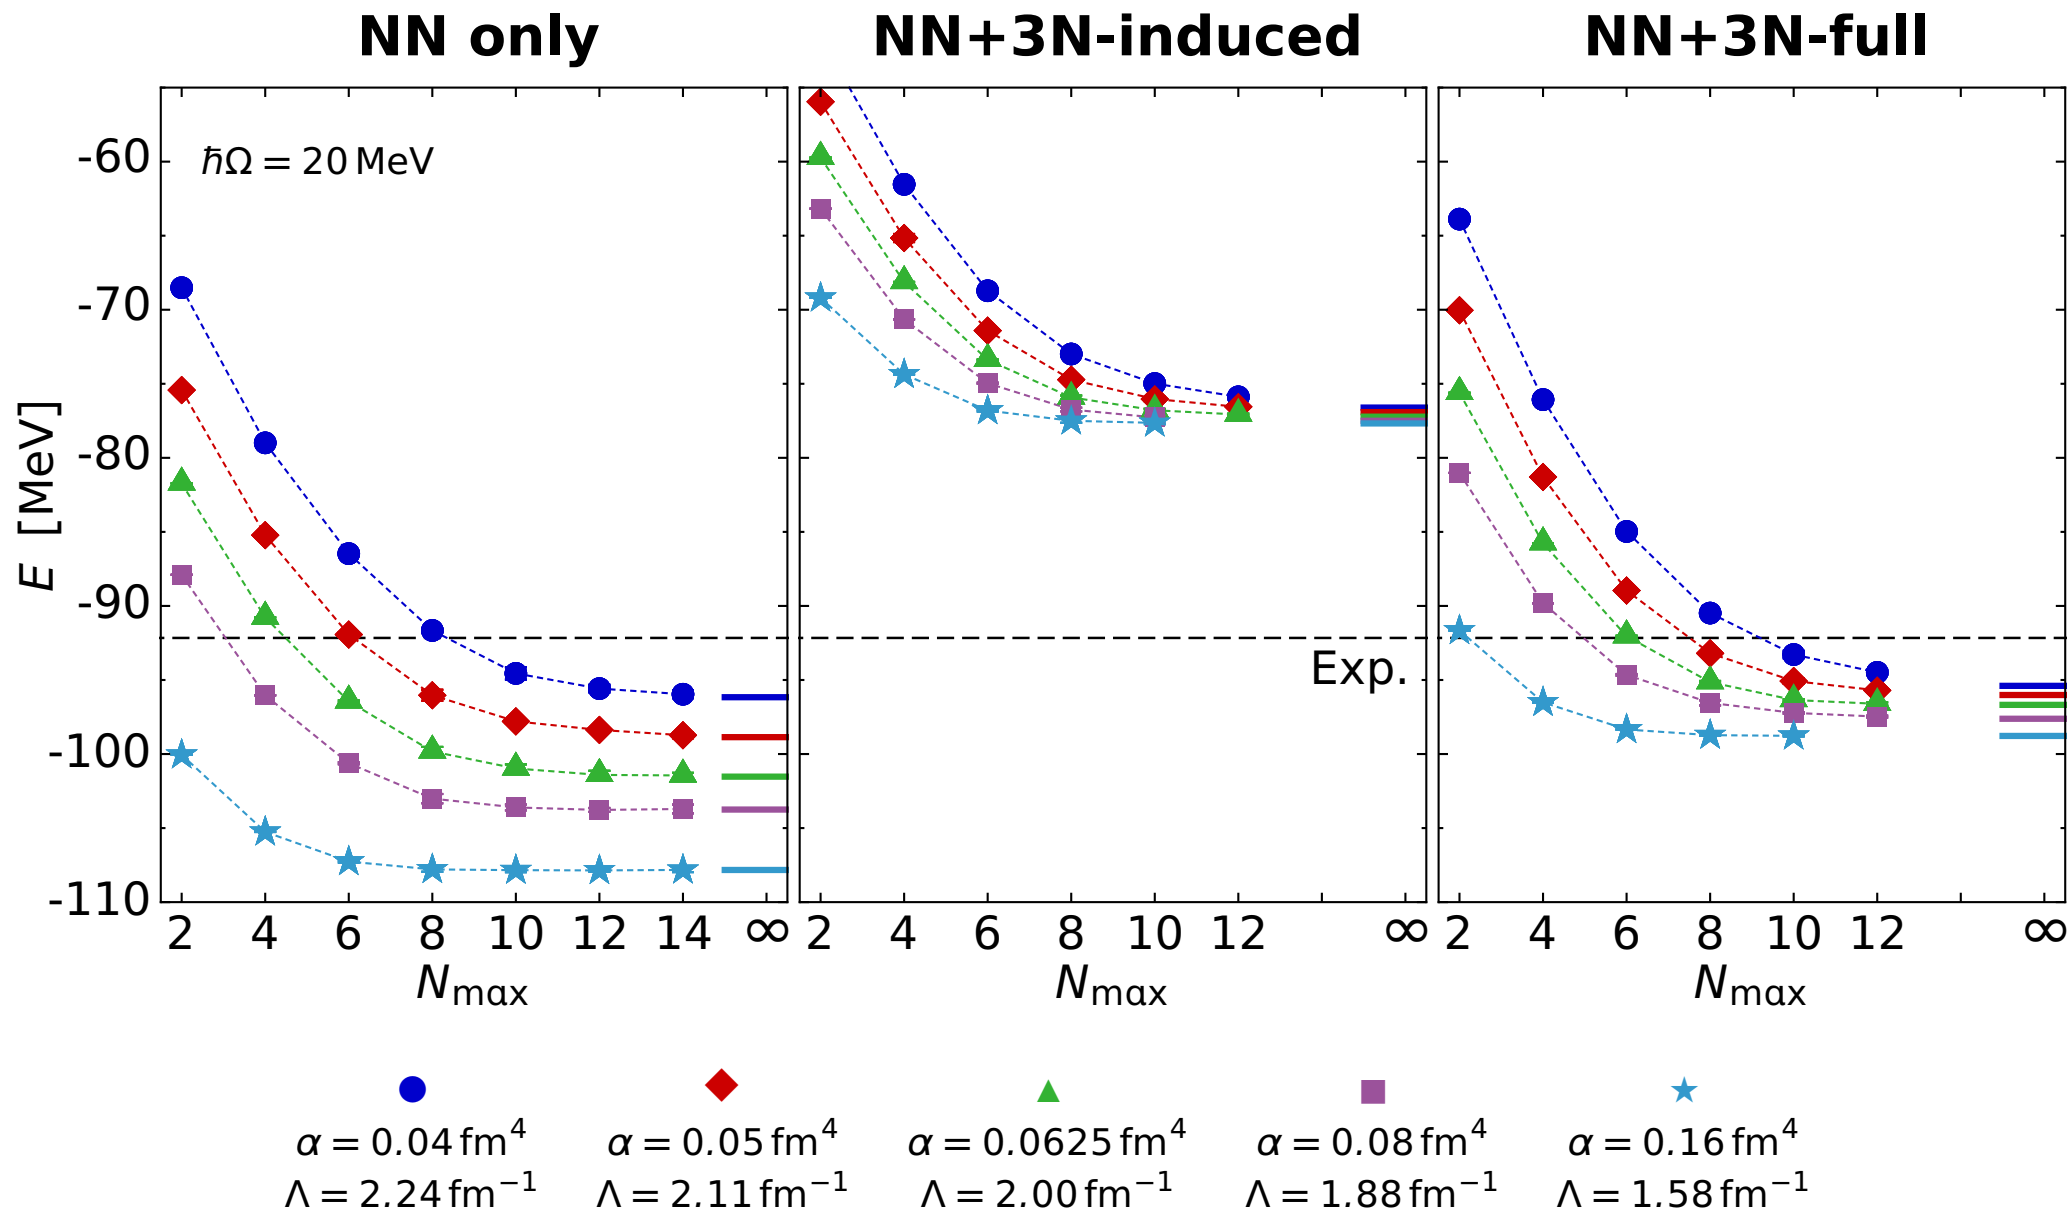 NN only NN+3N-induced NN+3N-full
ℏΩ = 20 MeV
-60
-70
-80
-90
-100
-110
E [MeV]
Exp.
2 4 6 8 10 12 14 ∞ 2 4 6 8 10 12 ∞ 2 4 6 8 10 12 ∞
N_max N_max N_max
α = 0.04 fm⁴ α = 0.05 fm⁴ α = 0.0625 fm⁴ α = 0.08 fm⁴ α = 0.16 fm⁴
Λ = 2.24 fm⁻¹ Λ = 2.11 fm⁻¹ Λ = 2.00 fm⁻¹ Λ = 1.88 fm⁻¹ Λ = 1.58 fm⁻¹